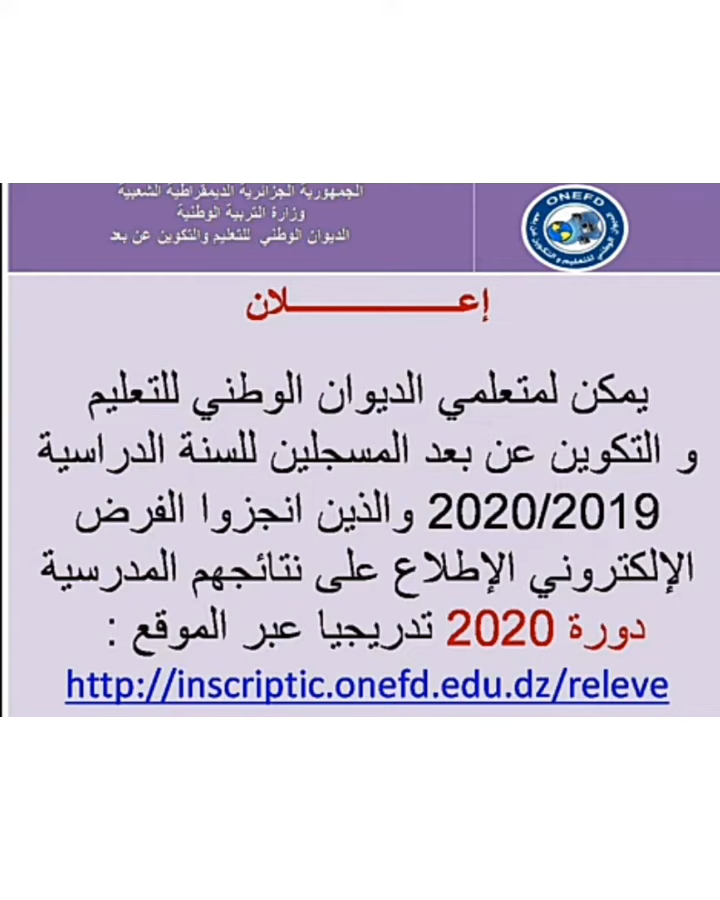 الجمهورية الجزائرية الديمقراطية الشعبية
وزارة التربية الوطنية
الديوان الوطني للتعليم والتكوين عن بعد
ONEFD
إعـــــــــــــــلان
يمكن لمتعلمي الديوان الوطني للتعليم
و التكوين عن بعد المسجلين للسنة الدراسية
2020/2019 والذين انجزوا الفرض
الإلكتروني الإطلاع على نتائجهم المدرسية
دورة 2020 تدريجيا عبر الموقع :
http://inscriptic.onefd.edu.dz/releve